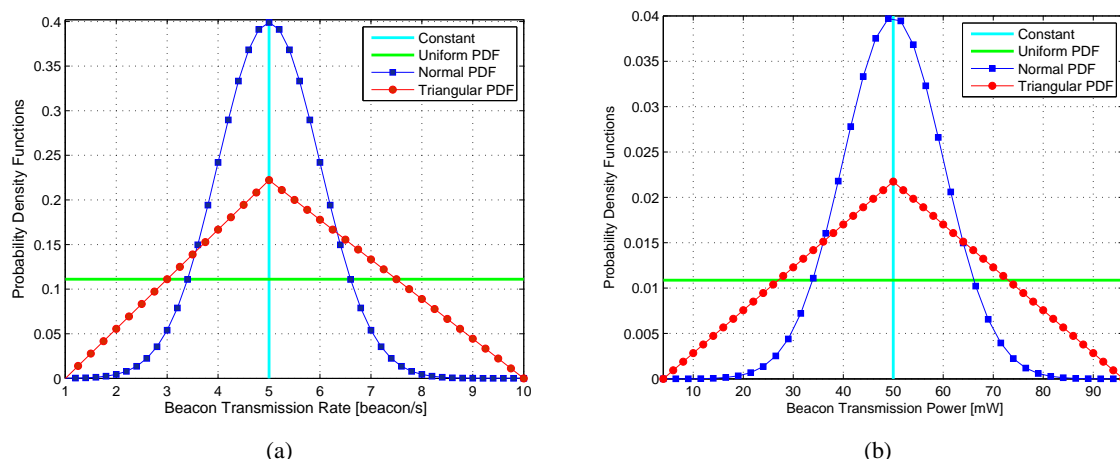 0.4
0.35
0.3
0.25
0.2
0.15
0.1
0.05
0
Probability Density Functions
1 2 3 4 5 6 7 8 9 10
Beacon Transmission Rate [beacon/s]
Constant
Uniform PDF
Normal PDF
Triangular PDF
(a)
0.04
0.035
0.03
0.025
0.02
0.015
0.01
0.005
0
Probability Density Functions
10 20 30 40 50 60 70 80 90
Beacon Transmission Power [mW]
Constant
Uniform PDF
Normal PDF
Triangular PDF
(b)